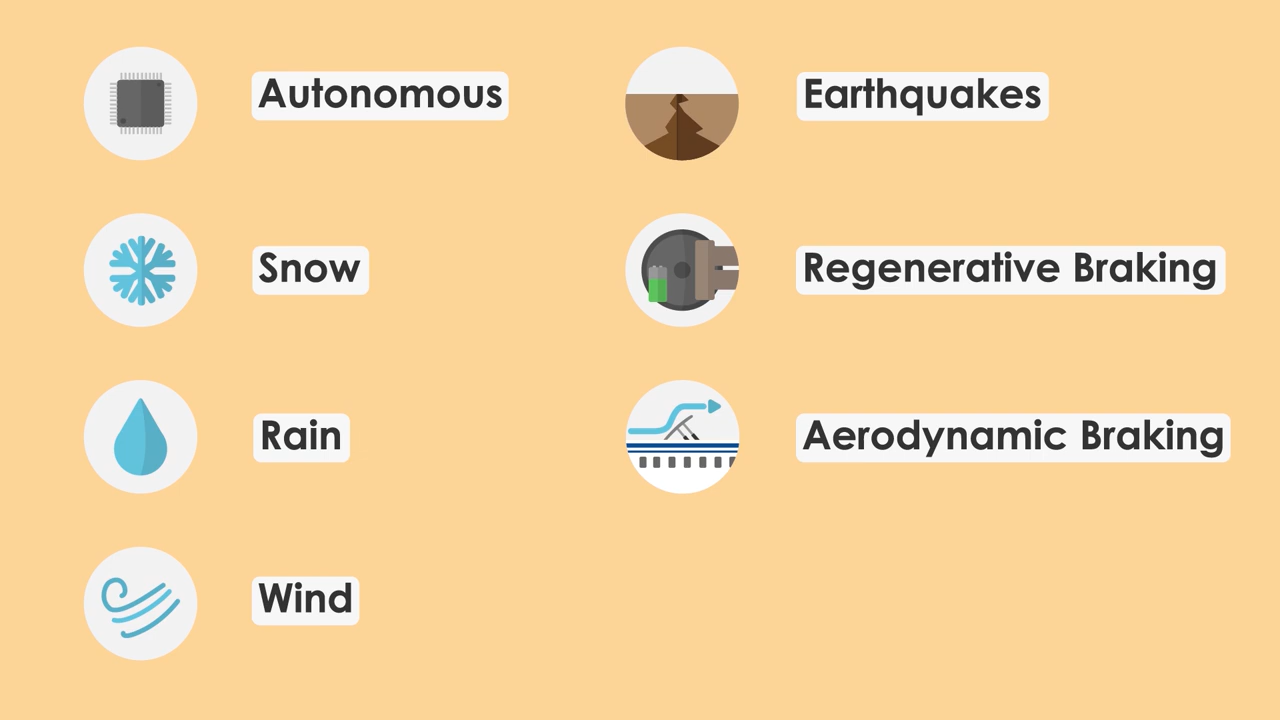 Autonomous
Snow
Rain
Wind
Earthquakes
Regenerative Braking
Aerodynamic Braking